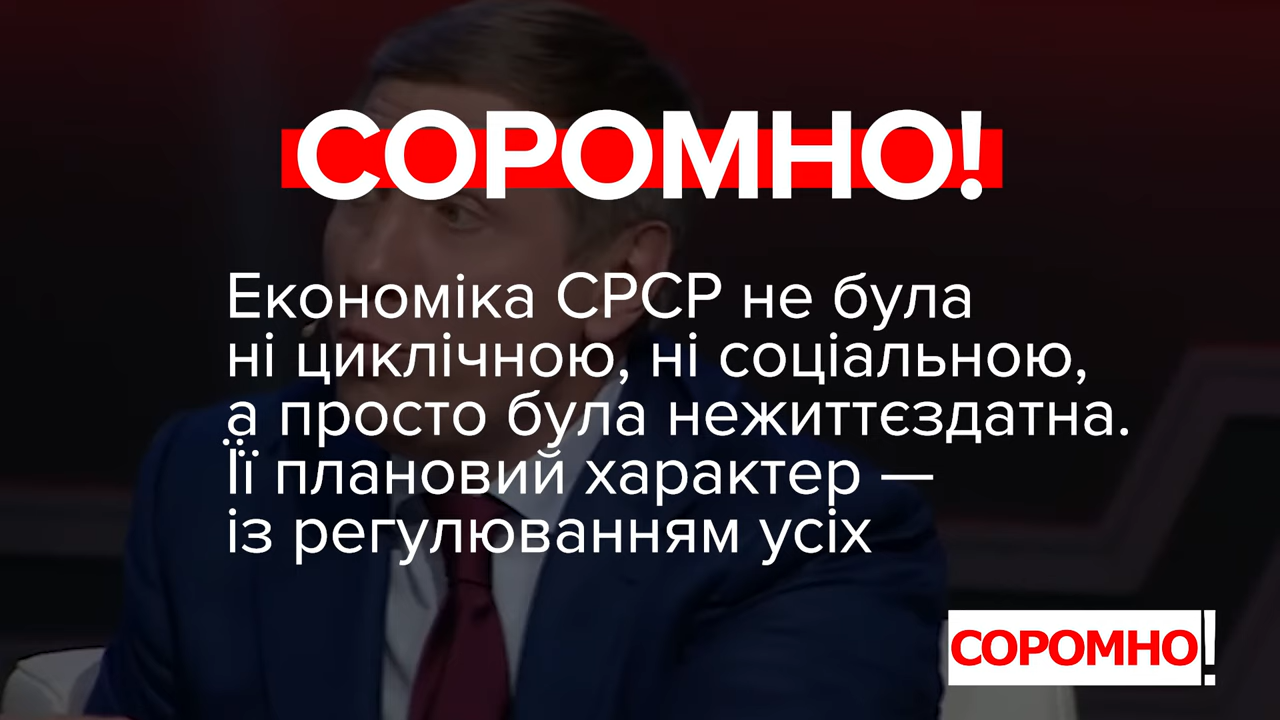 СОРОМНО!
Економіка СРСР не була
ні циклічною, ні соціальною,
а просто була нежиттєздатна.
Її плановий характер —
із регулюванням усіх
СОРОМНО!